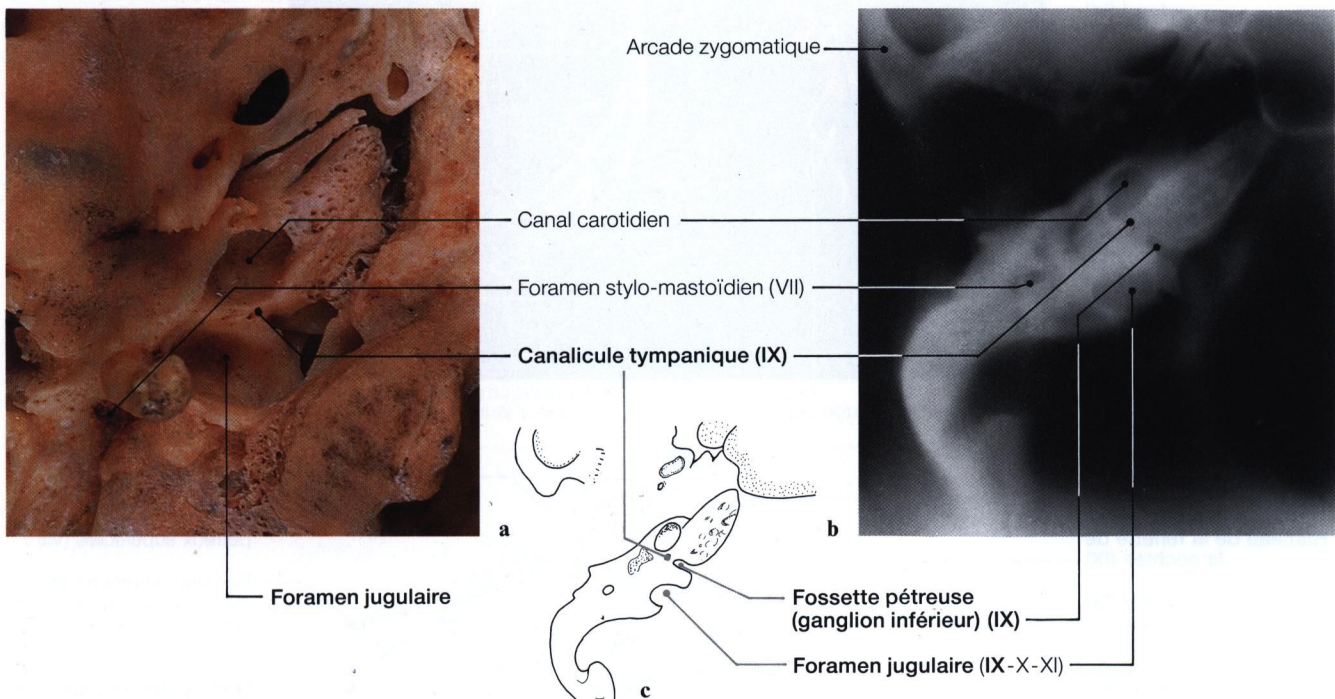 Arcade zygomatique
Canal carotidien
Foramen stylo-mastoïdien (VII)
Canalicule tympanique (IX)
a
b
Foramen jugulaire
Fossette pétreuse
(ganglion inférieur) (IX)
Foramen jugulaire (IX-X-XI)
c